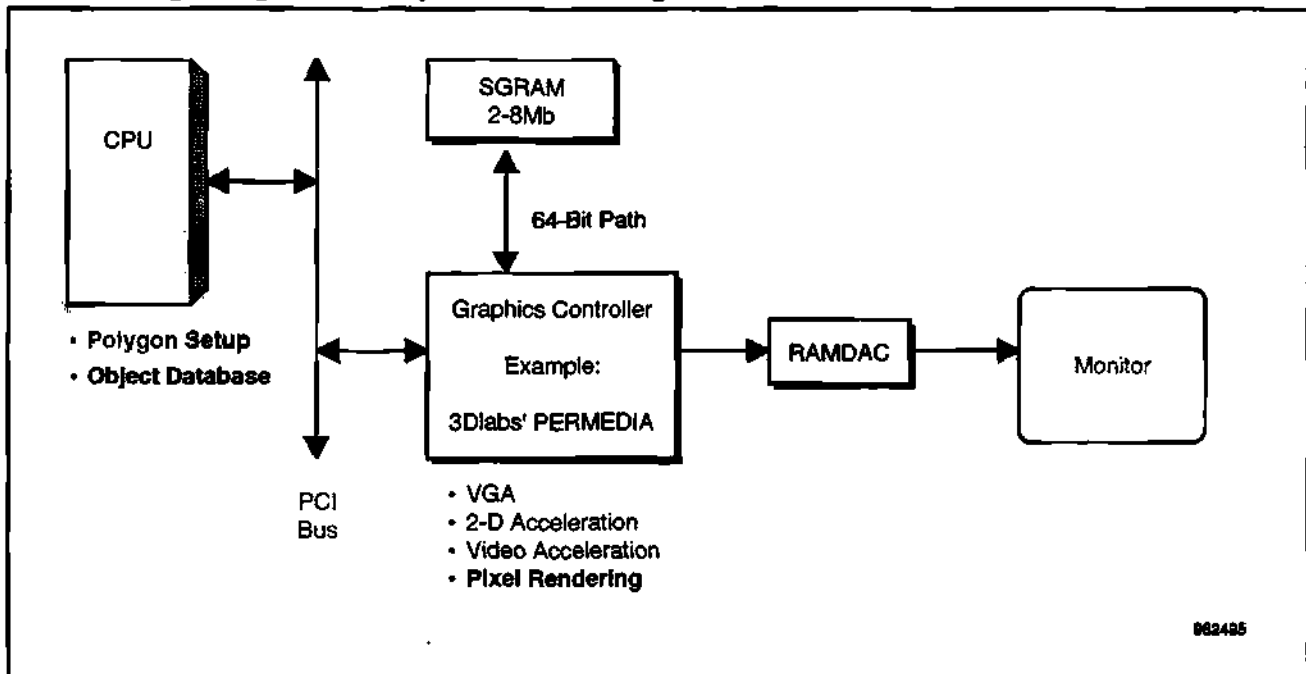 CPU
SGRAM
2-8Mb
64-Bit Path
• Polygon Setup
• Object Database
Graphics Controller
Example:
3Dlabs' PERMEDIA
RAMDAC
Monitor
PCI
Bus
• VGA
• 2-D Acceleration
• Video Acceleration
• Pixel Rendering
962495